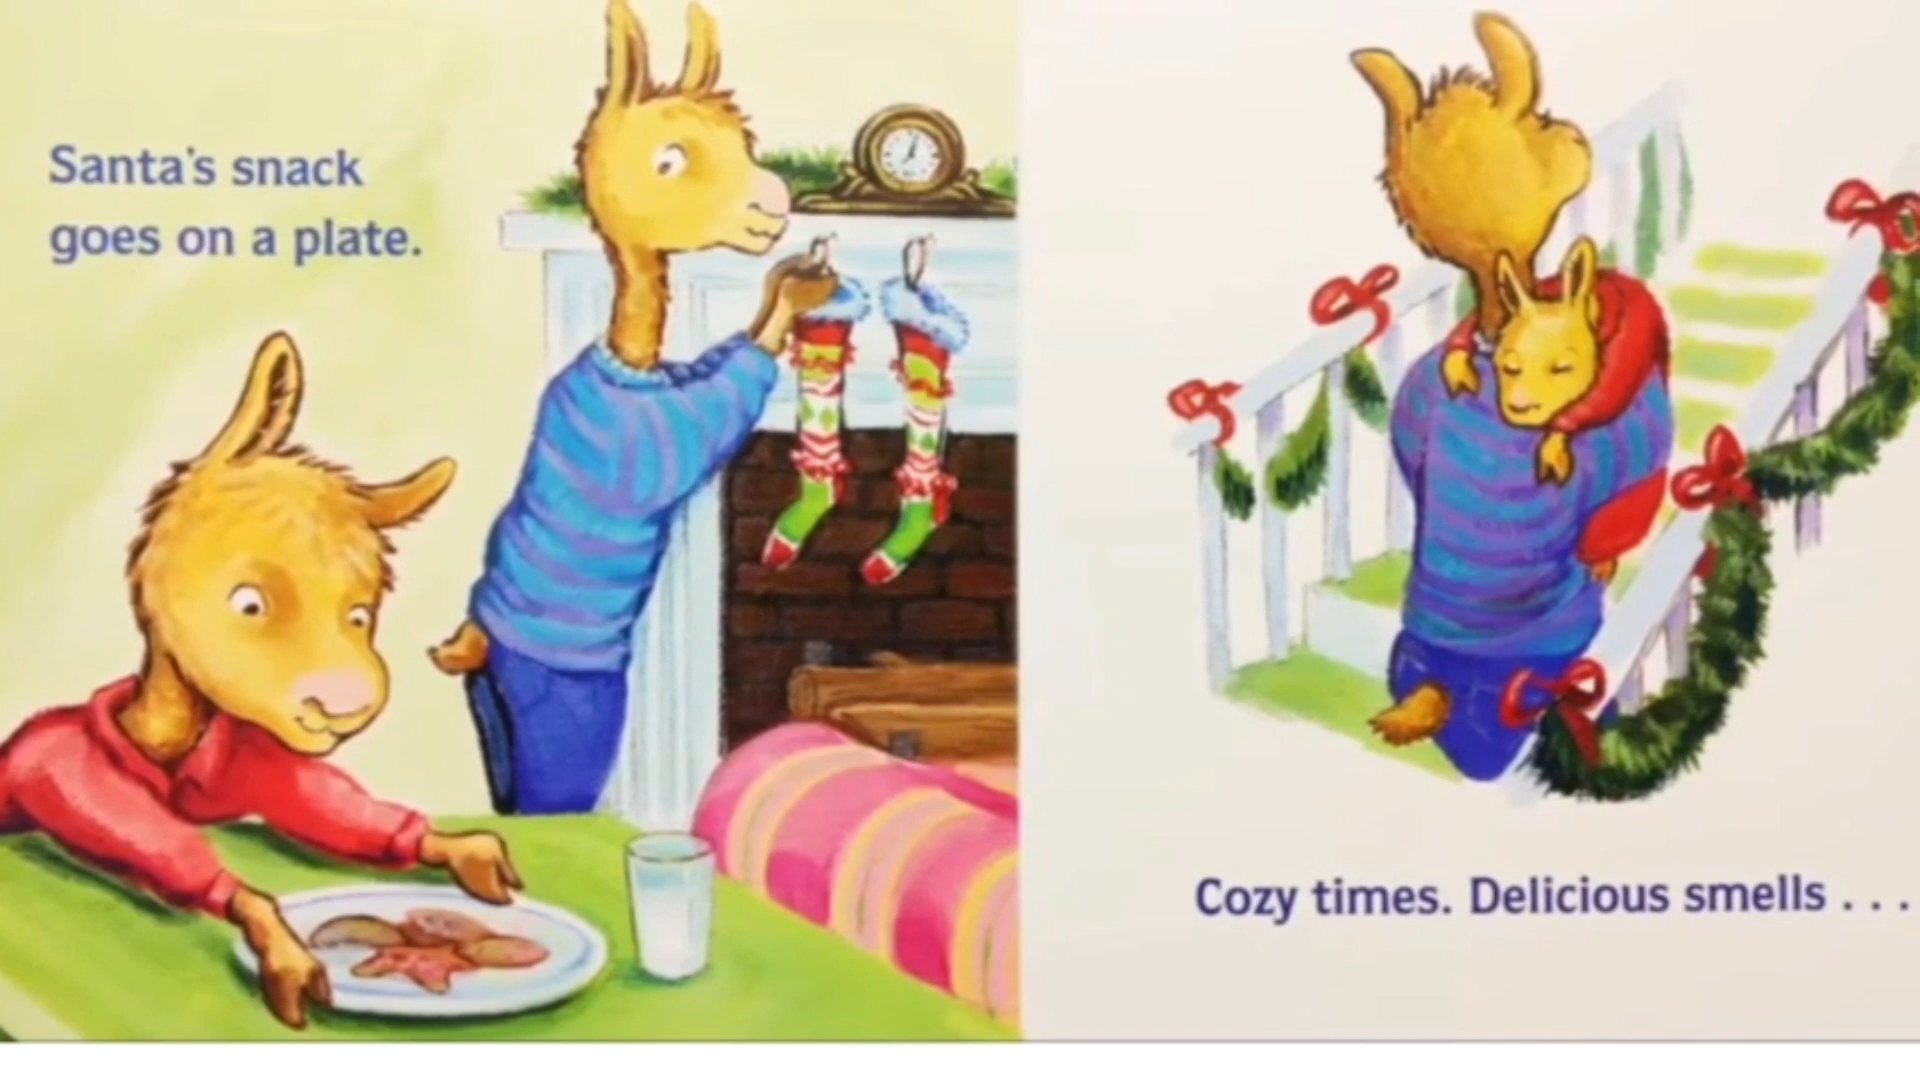 Santa's snack
goes on a plate.
Cozy times. Delicious smells . . .